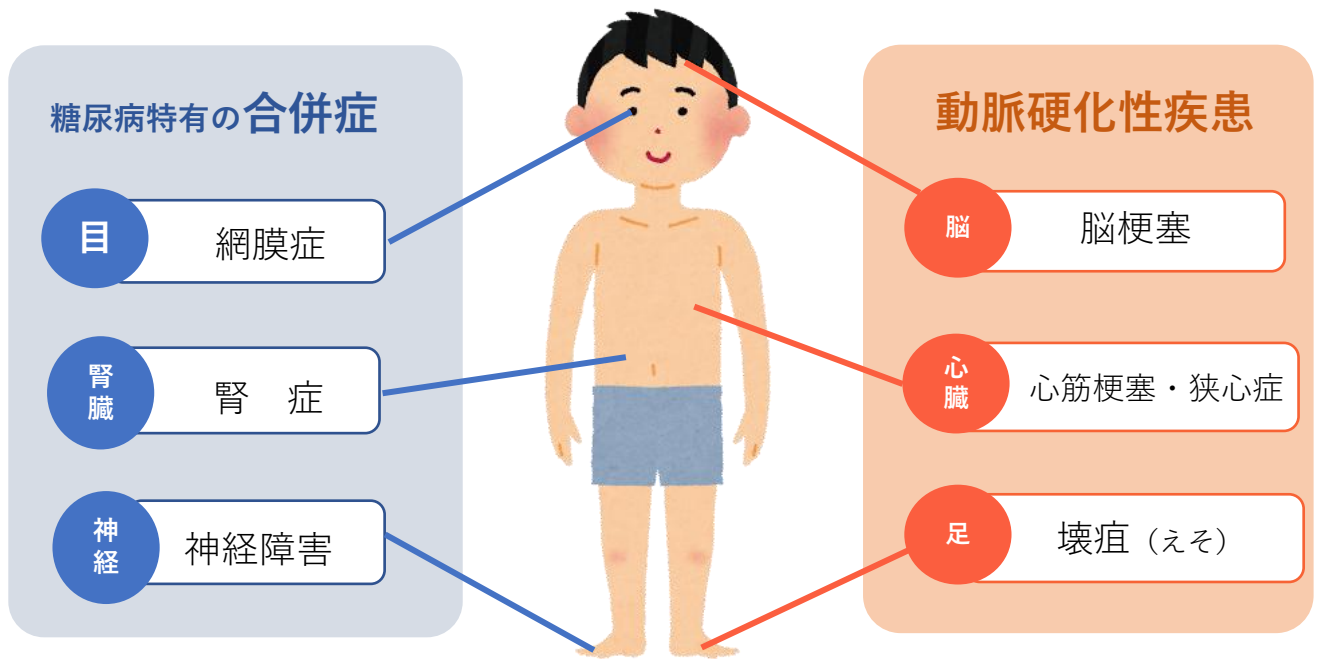 糖尿病特有の合併症
目
網膜症
腎臓
腎　症
神経
神経障害
動脈硬化性疾患
脳
脳梗塞
心臓
心筋梗塞・狭心症
足
壊疽（えそ）